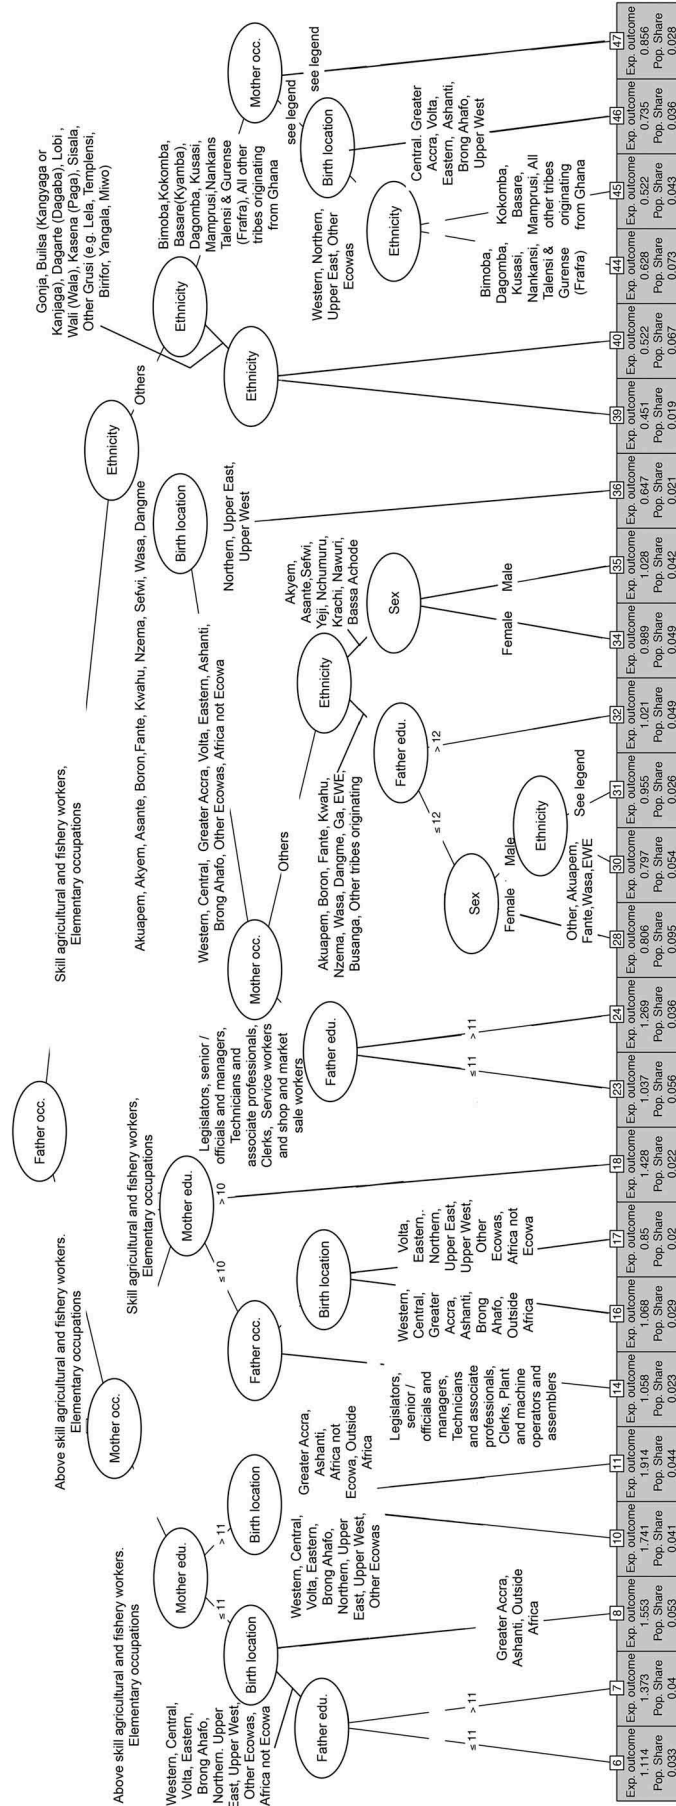 Father occ.
Above skill agricultural and fishery workers.
Elementary occupations
Skill agricultural and fishery workers,
Elementary occupations
Mother occ.
Above skill agricultural and fishery workers.
Elementary occupations
Skill agricultural and fishery workers,
Elementary occupations
Mother edu.
≤11
>11
Birth location
Western, Central,
Volta, Eastern,
Brong Ahafo,
Northern. Upper
East, Upper West,
Other Ecowas,
Africa not Ecowa
Greater Accra,
Ashanti, Outside
Africa
Father edu.
≤11
>11
Birth location
Western, Central,
Volta, Eastern,
Brong Ahafo,
Northern, Upper
East, Upper West,
Other Ecowas
Greater Accra,
Ashanti,
Africa not
Ecowa, Outside
Africa
Mother edu.
≤10
>10
Father occ.
Legislators,
senior /
officials and
managers,
Technicians
and associate
professionals,
Clerks, Plant
and machine
operators and
assemblers
Birth location
Western,
Central,
Greater
Accra,
Ashanti,
Brong
Ahafo,
Outside
Africa
Volta,
Eastern,.
Northern,
Upper East,
Upper West,
Other
Ecowas,
Africa not
Ecowa
Ethnicity
Akuapem, Akyem, Asante, Boron,Fante, Kwahu, Nzema, Sefwi, Wasa, Dangme
Others
Birth location
Western, Central,  Greater Accra, Volta, Eastern, Ashanti,
Brong Ahafo, Other Ecowas, Africa not Ecowa
Northern, Upper East,
Upper West
Mother occ.
Legislators, senior /
officials and managers,
Technicians and
associate professionals,
Clerks,  Service workers
and shop and market
sale workers
Others
Father edu.
≤11
>11
Ethnicity
Akuapem, Boron, Fante, Kwahu,
Nzema, Wasa, Dangme, Ga, EWE,
Busanga, Other tribes originating
Akyem,
Asante,Sefwi,
Yeji, Nchumuru,
Krachi, Nawuri,
Bassa Achode
Father edu.
≤12
>12
Sex
Female
Male
Ethnicity
Other, Akuapem,
Fante,Wasa,EWE
See legend
Sex
Female
Male
Ethnicity
Gonja, Builsa (Kangyaga or
Kanjaga), Dagarte (Dagaba), Lobi ,
Wali (Wala), Kasena (Paga), Sisala,
Other Grusi (e.g. Lela, Templensi,
Birifor, Yangala, Miwo)
Bimoba,Kokomba,
Basare(Kyamba),
Dagomba, Kusasi,
Mamprusi,Nankans
Talensi & Gurense
(Frafra), All other
tribes originating
from Ghana
Ethnicity
Mother occ.
see legend
see legend
Birth location
Western, Northern,
Upper East, Other
Ecowas
Central. Greater
Accra, Volta,
Eastern,  Ashanti,
Brong Ahafo,
Upper West
Ethnicity
Bimoba,
Dagomba,
Kusasi,
Nankansi,
Talensi &
Gurense
(Frafra)
Kokomba,
Basare,
Mamprusi, All
other tribes
originating
from Ghana
6
Exp. outcome
1.114
Pop. Share
0.033
7
Exp. outcome
1.373
Pop. Share
0.04
8
Exp. outcome
1.553
Pop. Share
0.053
10
Exp. outcome
1.741
Pop. Share
0.041
11
Exp. outcome
1.914
Pop. Share
0.044
14
Exp. outcome
1.058
Pop. Share
0.023
16
Exp. outcome
1.068
Pop. Share
0.029
17
Exp. outcome
0.85
Pop. Share
0.02
18
Exp. outcome
1.428
Pop. Share
0.022
23
Exp. outcome
1.037
Pop. Share
0.056
24
Exp. outcome
1.269
Pop. Share
0.036
28
Exp. outcome
0.806
Pop. Share
0.095
30
Exp. outcome
0.797
Pop. Share
0.054
31
Exp. outcome
0.955
Pop. Share
0.026
32
Exp. outcome
1.021
Pop. Share
0.049
34
Exp. outcome
0.989
Pop. Share
0.049
35
Exp. outcome
1.028
Pop. Share
0.042
36
Exp. outcome
0.647
Pop. Share
0.021
39
Exp. outcome
0.451
Pop. Share
0.019
40
Exp. outcome
0.522
Pop. Share
0.067
44
Exp. outcome
0.628
Pop. Share
0.073
45
Exp. outcome
0.522
Pop. Share
0.043
46
Exp. outcome
0.735
Pop. Share
0.036
47
Exp. outcome
0.856
Pop. Share
0.028